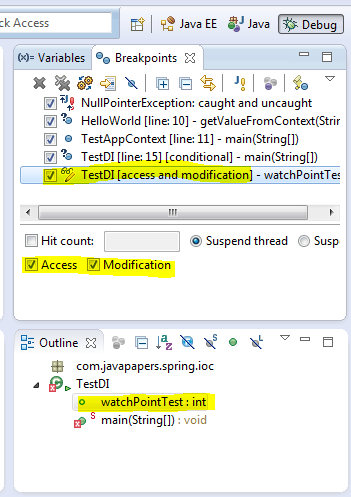 ck Access
Java EE
Java
Debug
(x)= Variables
Breakpoints
NullPointerException: caught and uncaught
HelloWorld [line: 10] - getValueFromContext(Strin
TestAppContext [line: 11] - main(String[])
TestDI [line: 15] [conditional] - main(String[])
TestDI [access and modification] - watchPointTes
Hit count:
Suspend thread
Susp
Access
Modification
Outline
com.javapapers.spring.ioc
TestDI
watchPointTest : int
main(String[]) : void